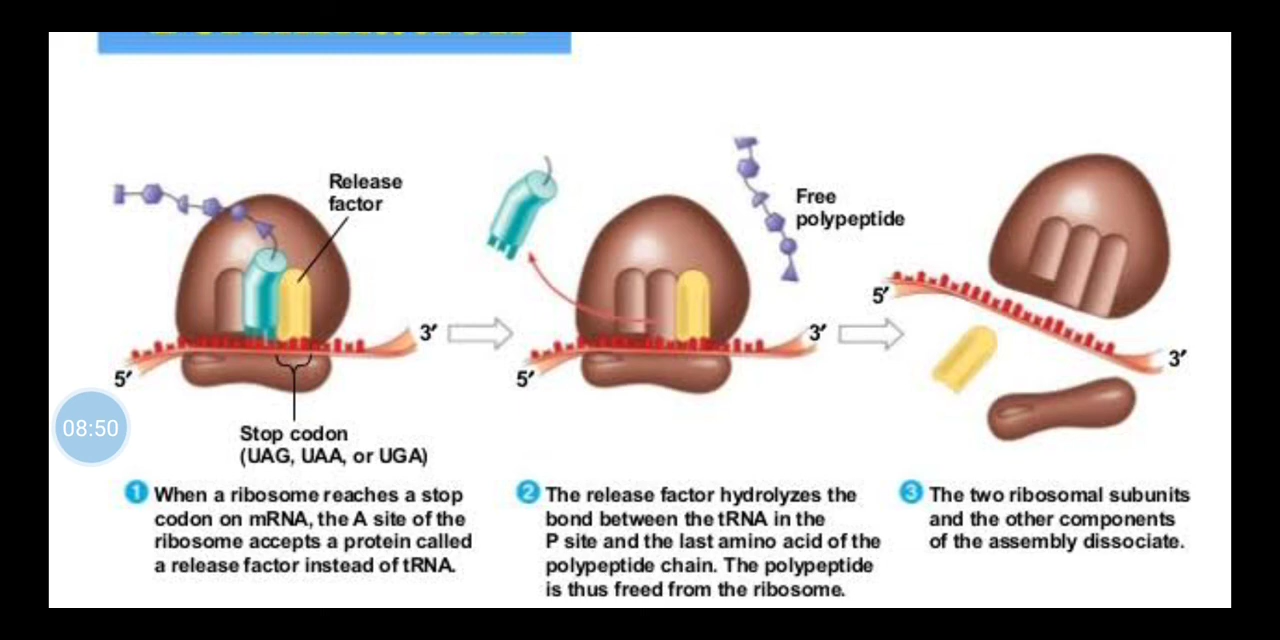 Release
factor
Free
polypeptide
5′
3′
5′
3′
5′
3′
08:50
Stop codon
(UAG, UAA, or UGA)
1 When a ribosome reaches a stop
codon on mRNA, the A site of the
ribosome accepts a protein called
a release factor instead of tRNA.
2 The release factor hydrolyzes the
bond between the tRNA in the
P site and the last amino acid of the
polypeptide chain. The polypeptide
is thus freed from the ribosome.
3 The two ribosomal subunits
and the other components
of the assembly dissociate.